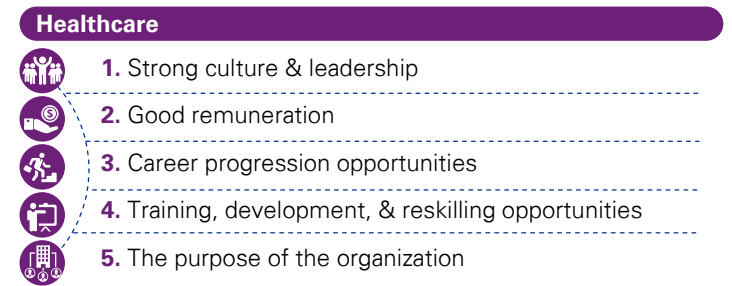 Healthcare
1. Strong culture & leadership
2. Good remuneration
3. Career progression opportunities
4. Training, development, & reskilling opportunities
5. The purpose of the organization